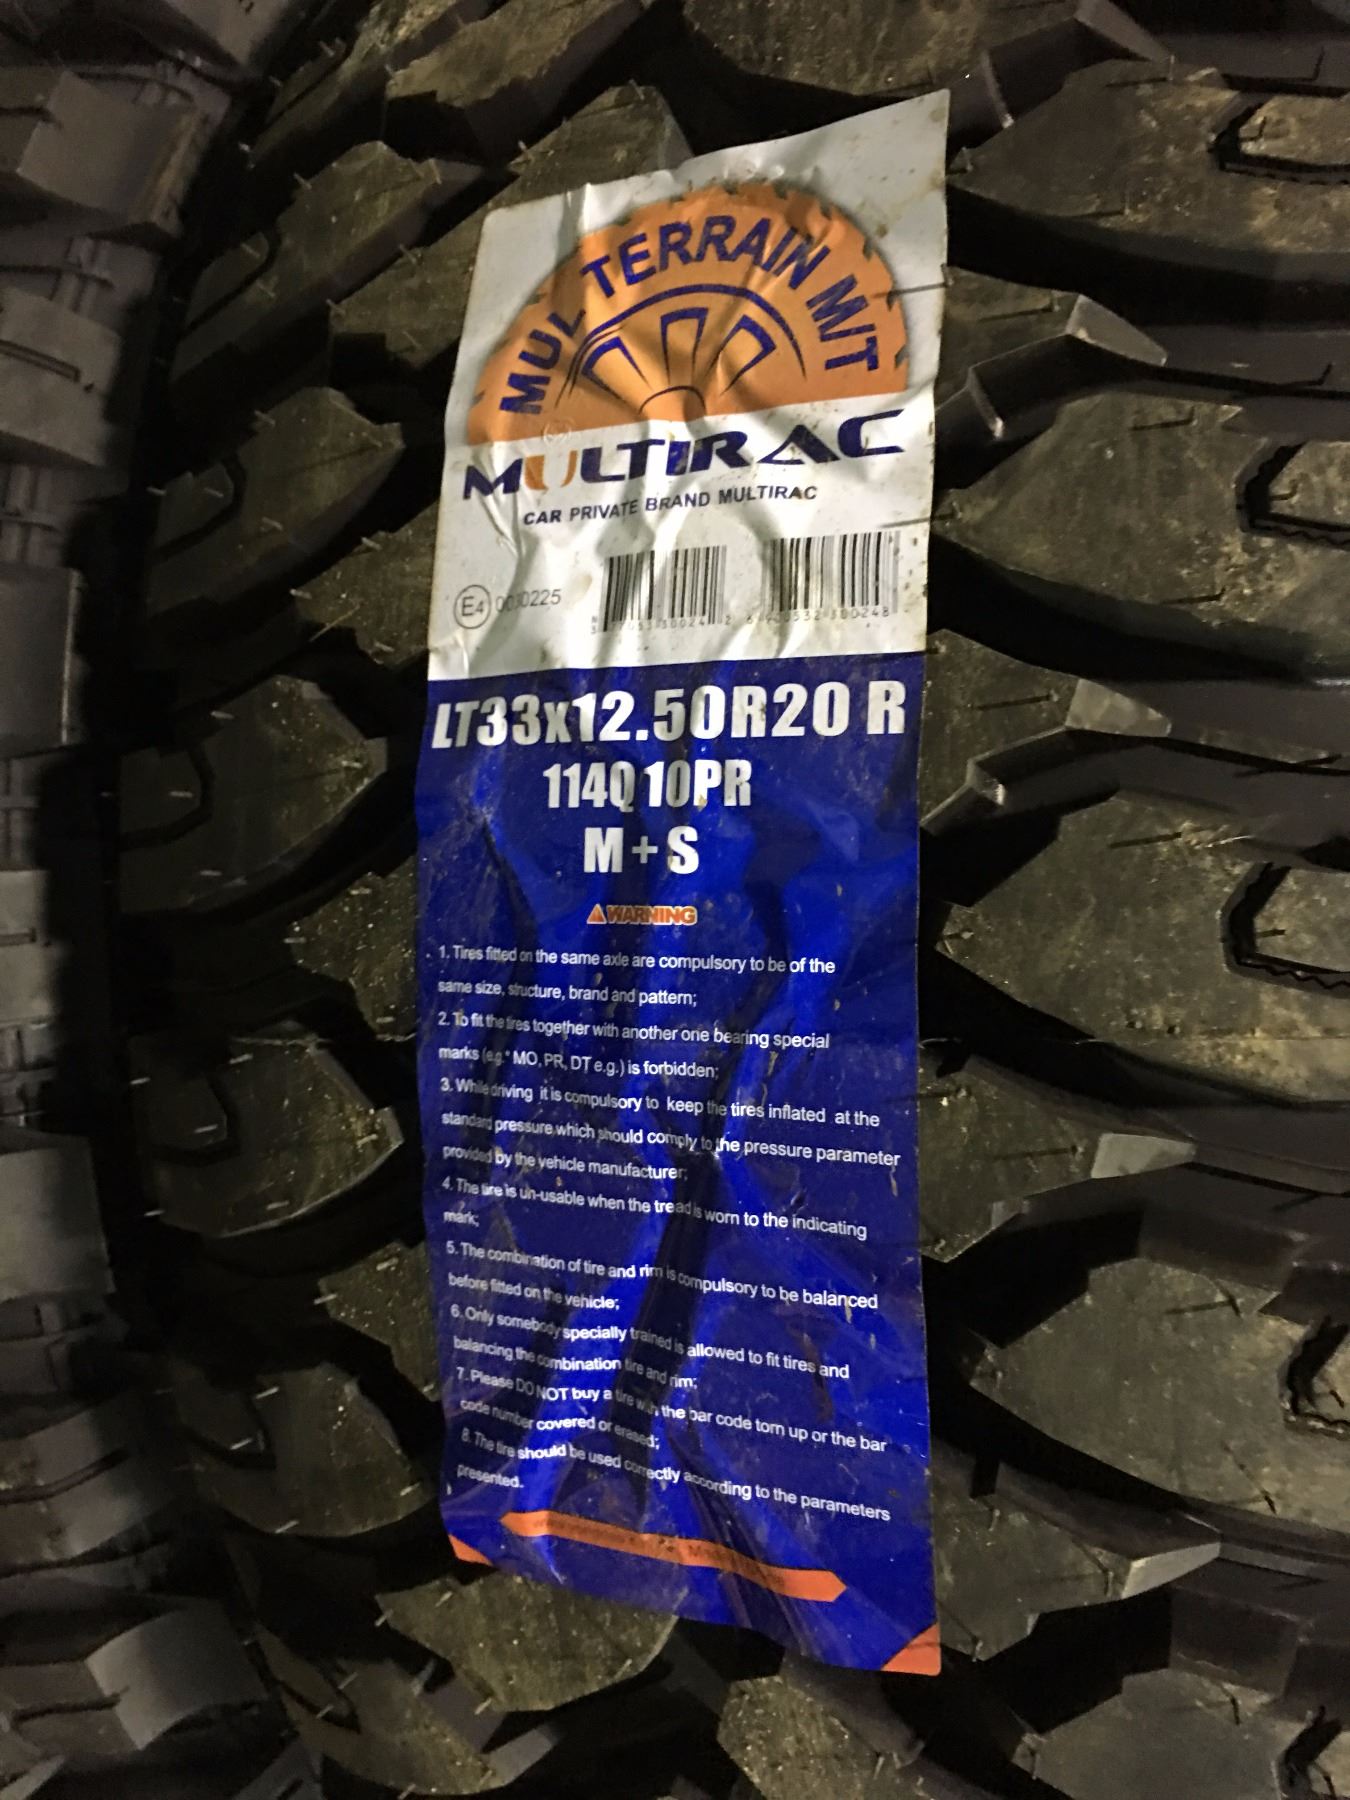 MUL TERRAIN M/T
MULTIRAC
CAR PRIVATE BRAND MULTIRAC
E4
LT33x12.50R20 R
114Q 10PR
M+S
WARNING
1. Tires fitted on the same axle are compulsory to be of the
same size, structure, brand and pattern;
2. To fit the tires together with another one bearing special
marks (e.g.* MO, PR, DT e.g.) is forbidden;
3. While driving it is compulsory to keep the tires inflated at the
standard pressure,which should comply to the pressure parameter
provided by the vehicle manufacturer;
4. The tire is un-usable when the tread is worn to the indicating
mark;
5. The combination of tire and rim is compulsory to be balanced
before fitted on the vehicle;
6. Only somebody specially trained is allowed to fit tires and
balancing the combination tire and rim;
7. Please DO NOT buy a tire with the bar code torn up or the bar
code number covered or erased;
8. The tire should be used correctly according to the parameters
presented.